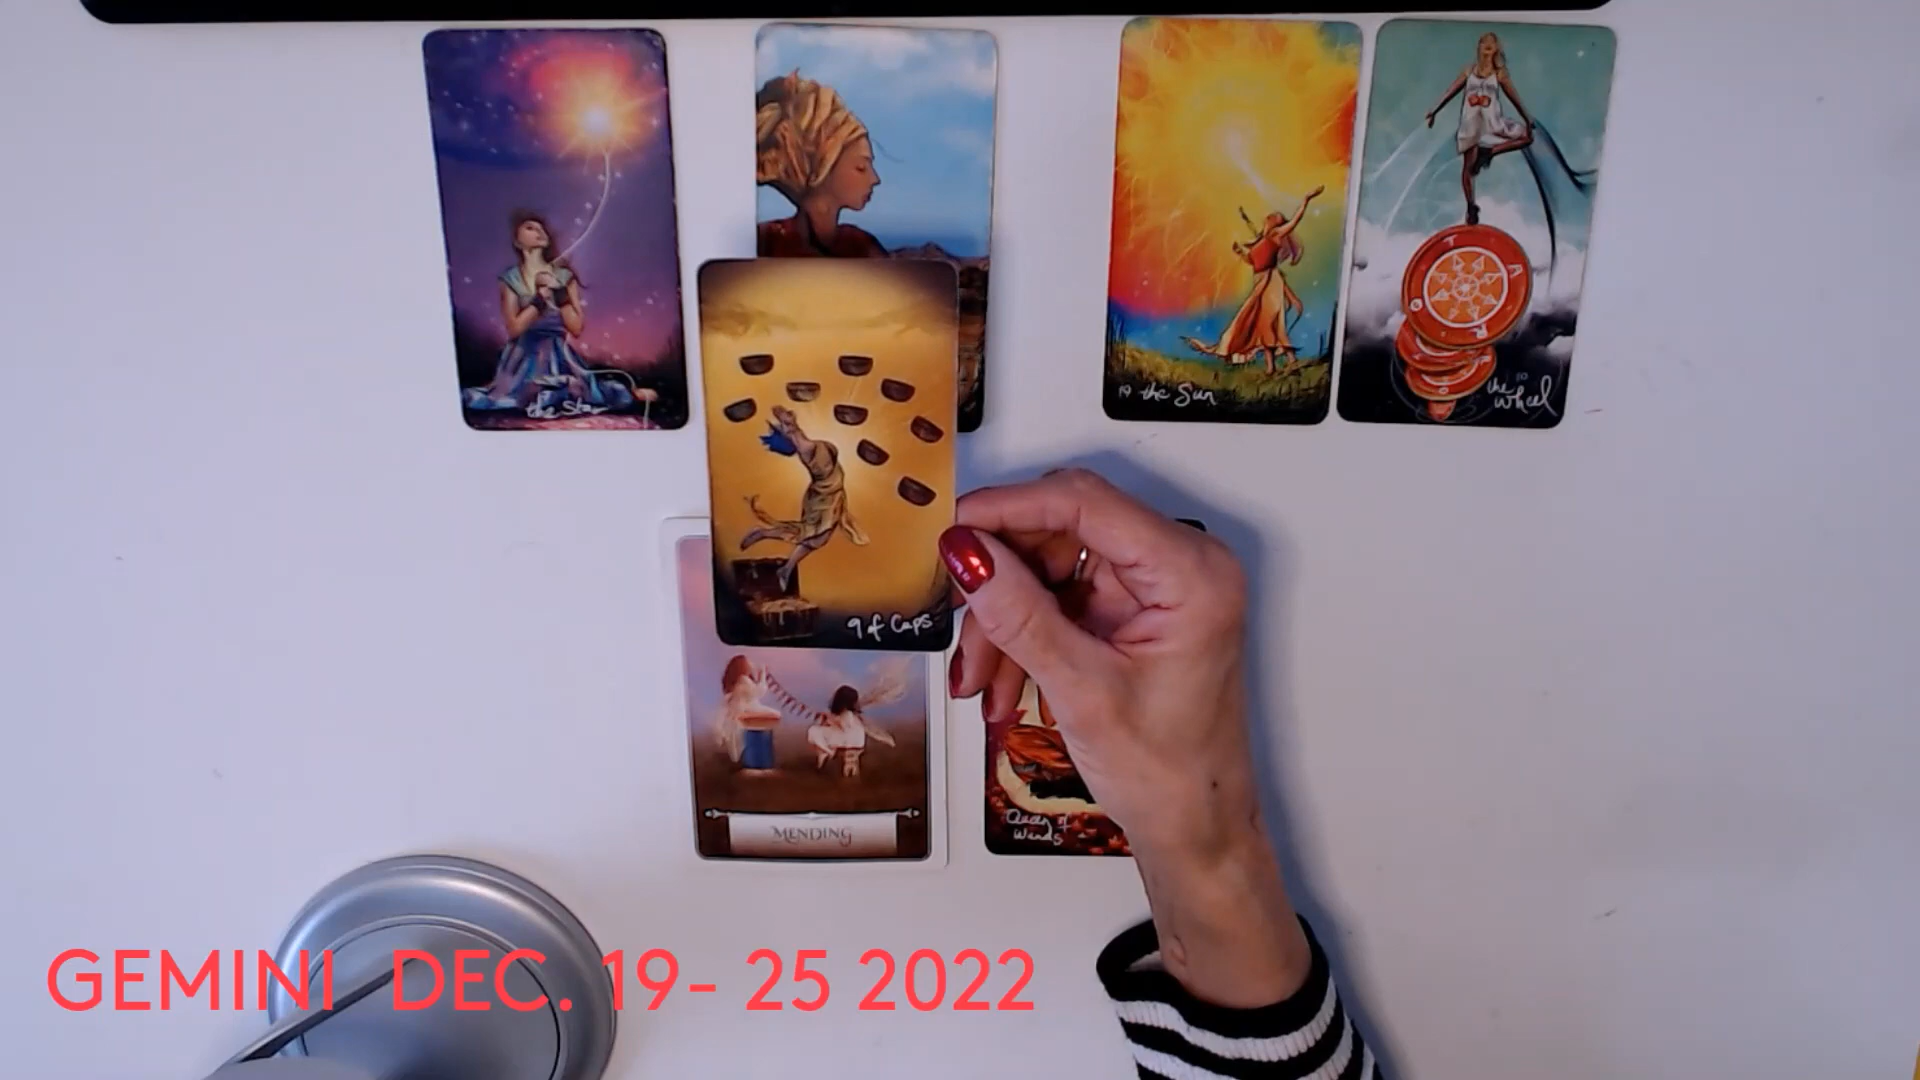 the Star
19 the Sun
TARO
the 10
Wheel
9 of Cups
MENDING
Queen of
Wands
GEMINI DEC. 19- 25 2022